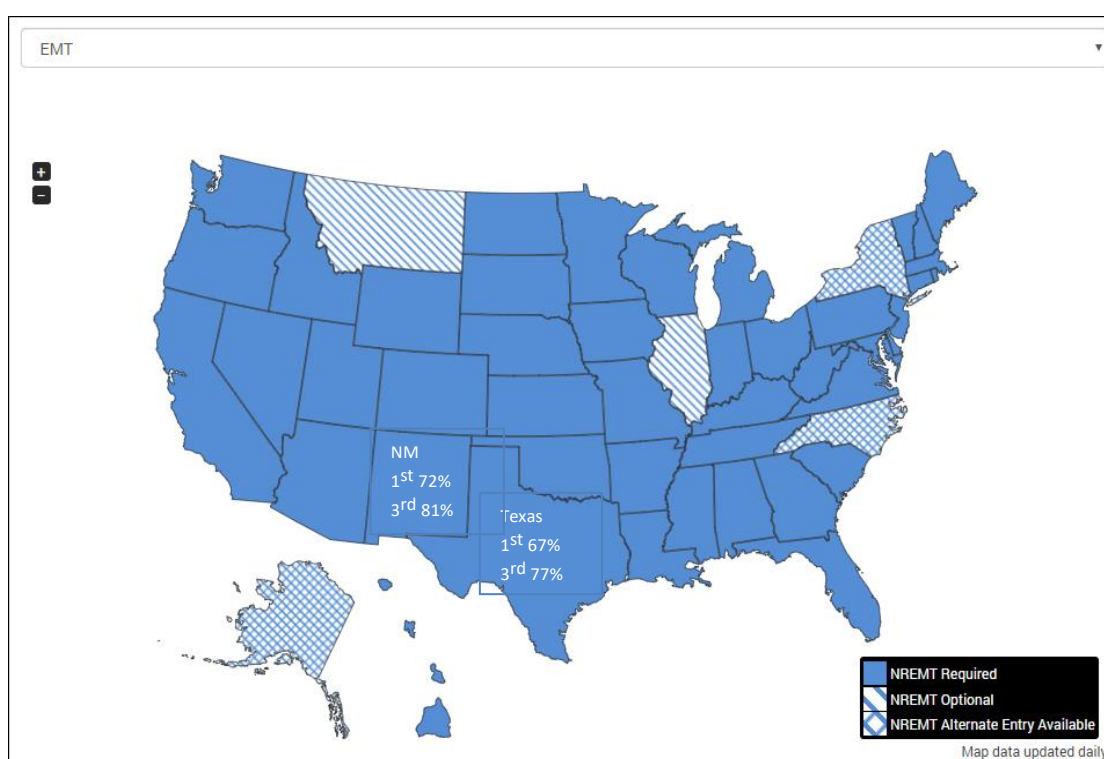 EMT
+
−
NM
1st 72%
3rd 81%
Texas
1st 67%
3rd 77%
NREMT Required
NREMT Optional
NREMT Alternate Entry Available
Map data updated daily